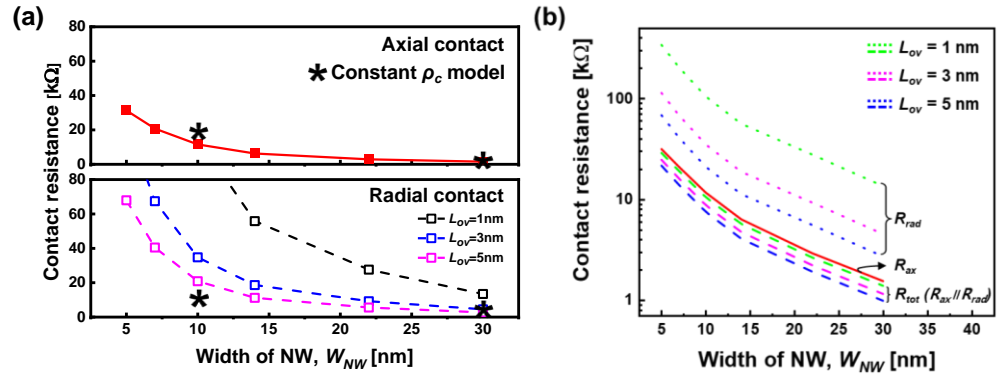 (a)
Contact resistance [kΩ]
80
60
40
20
0
Axial contact
* Constant ρc model
80
60
40
20
0
Radial contact
Lov=1nm
Lov=3nm
Lov=5nm
5 10 15 20 25 30
Width of NW, WNW [nm]
(b)
Contact resistance [kΩ]
100
10
1
Lov = 1 nm
Lov = 3 nm
Lov = 5 nm
Rrad
Rax
Rtot (Rax//Rrad)
5 10 15 20 25 30 35 40
Width of NW, WNW [nm]